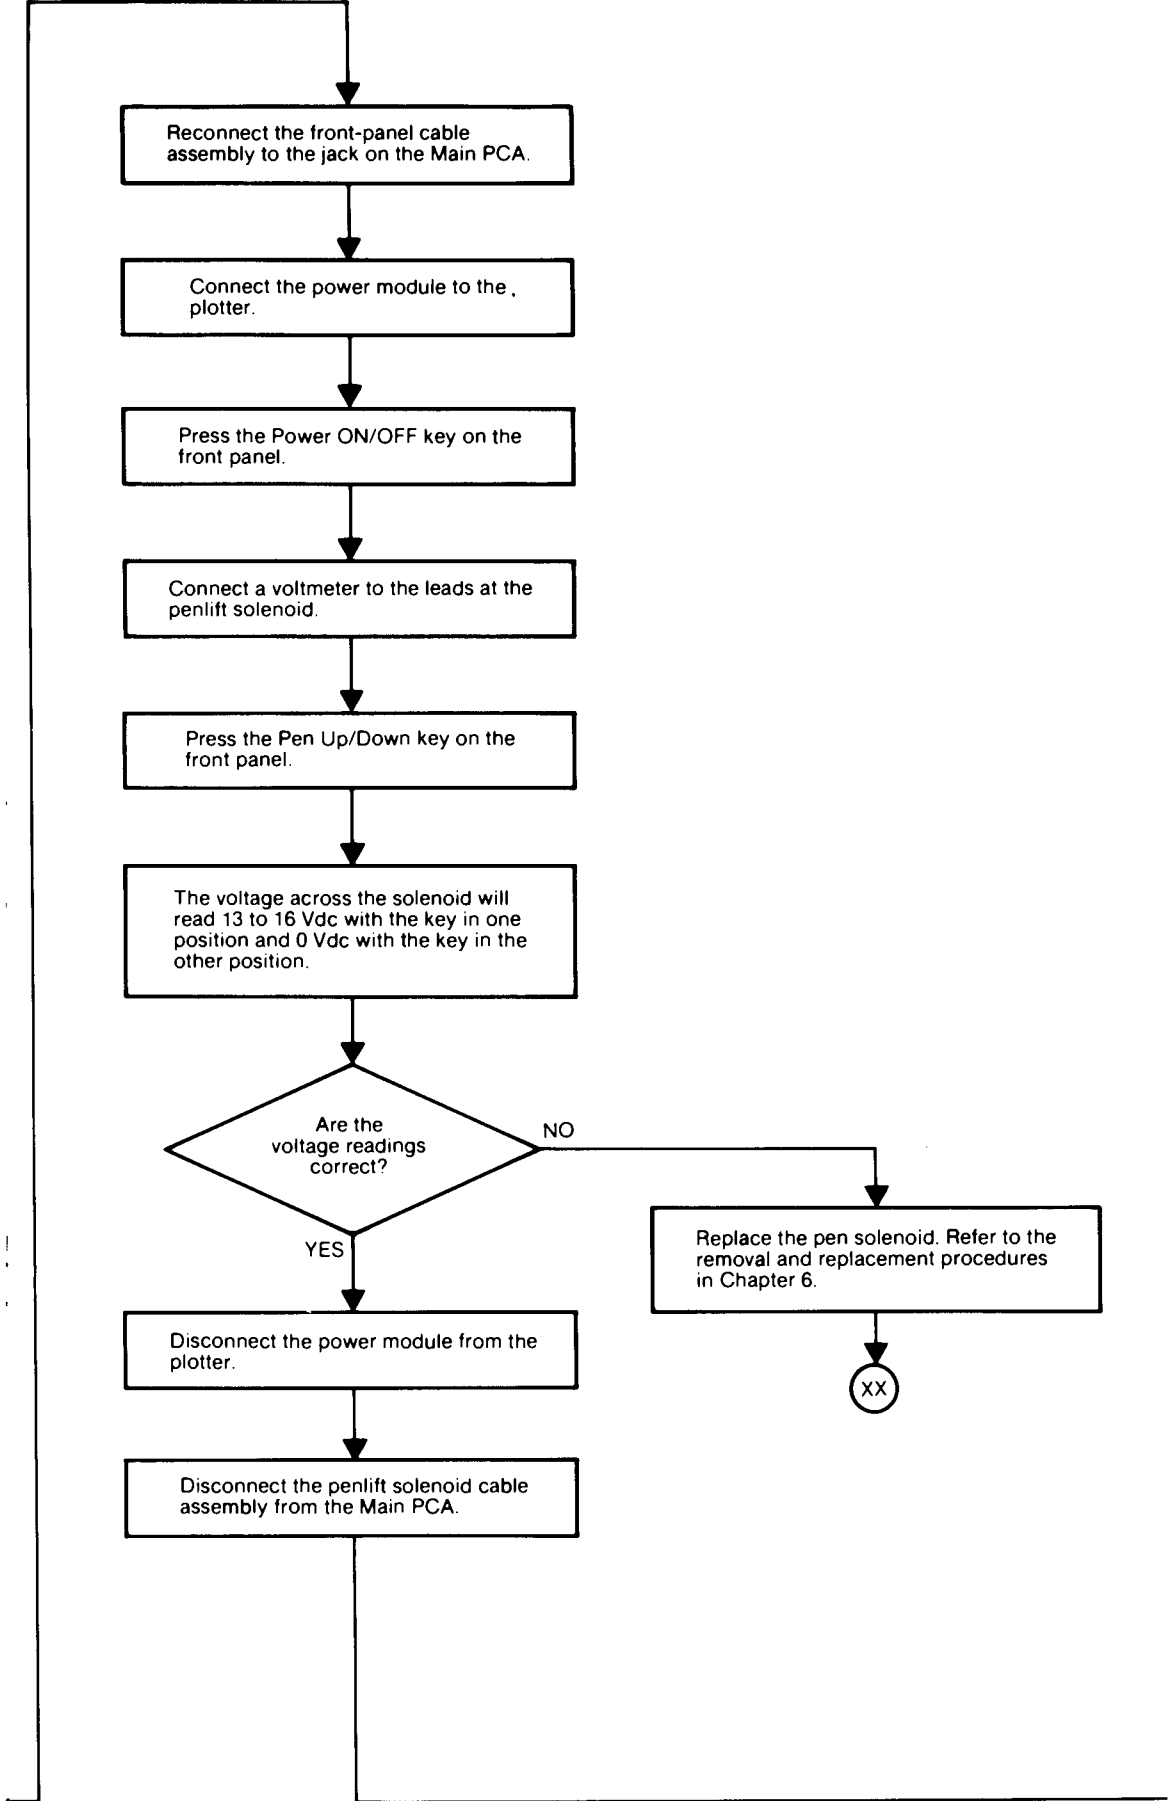 Reconnect the front-panel cable
assembly to the jack on the Main PCA.
Connect the power module to the.
plotter.
Press the Power ON/OFF key on the
front panel.
Connect a voltmeter to the leads at the
penlift solenoid.
Press the Pen Up/Down key on the
front panel.
The voltage across the solenoid will
read 13 to 16 Vdc with the key in one
position and 0 Vdc with the key in the
other position.
Are the
voltage readings
correct?
NO
YES
Replace the pen solenoid. Refer to the
removal and replacement procedures
in Chapter 6.
Disconnect the power module from the
plotter.
XX
Disconnect the penlift solenoid cable
assembly from the Main PCA.